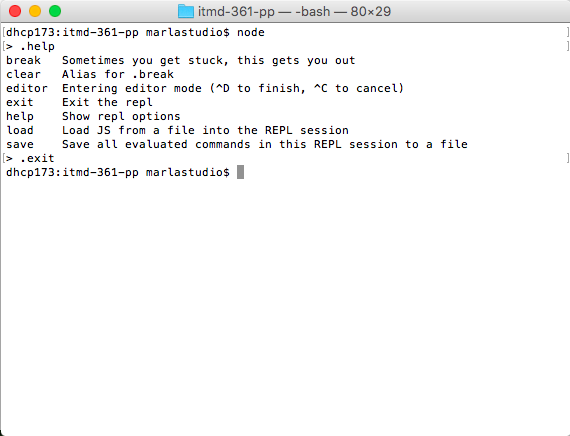 itmd-361-pp — -bash — 80×29
[dhcp173:itmd-361-pp marlastudio$ node ]
[> .help ]
break Sometimes you get stuck, this gets you out
clear Alias for .break
editor Entering editor mode (^D to finish, ^C to cancel)
exit Exit the repl
help Show repl options
load Load JS from a file into the REPL session
save Save all evaluated commands in this REPL session to a file
[> .exit ]
dhcp173:itmd-361-pp marlastudio$